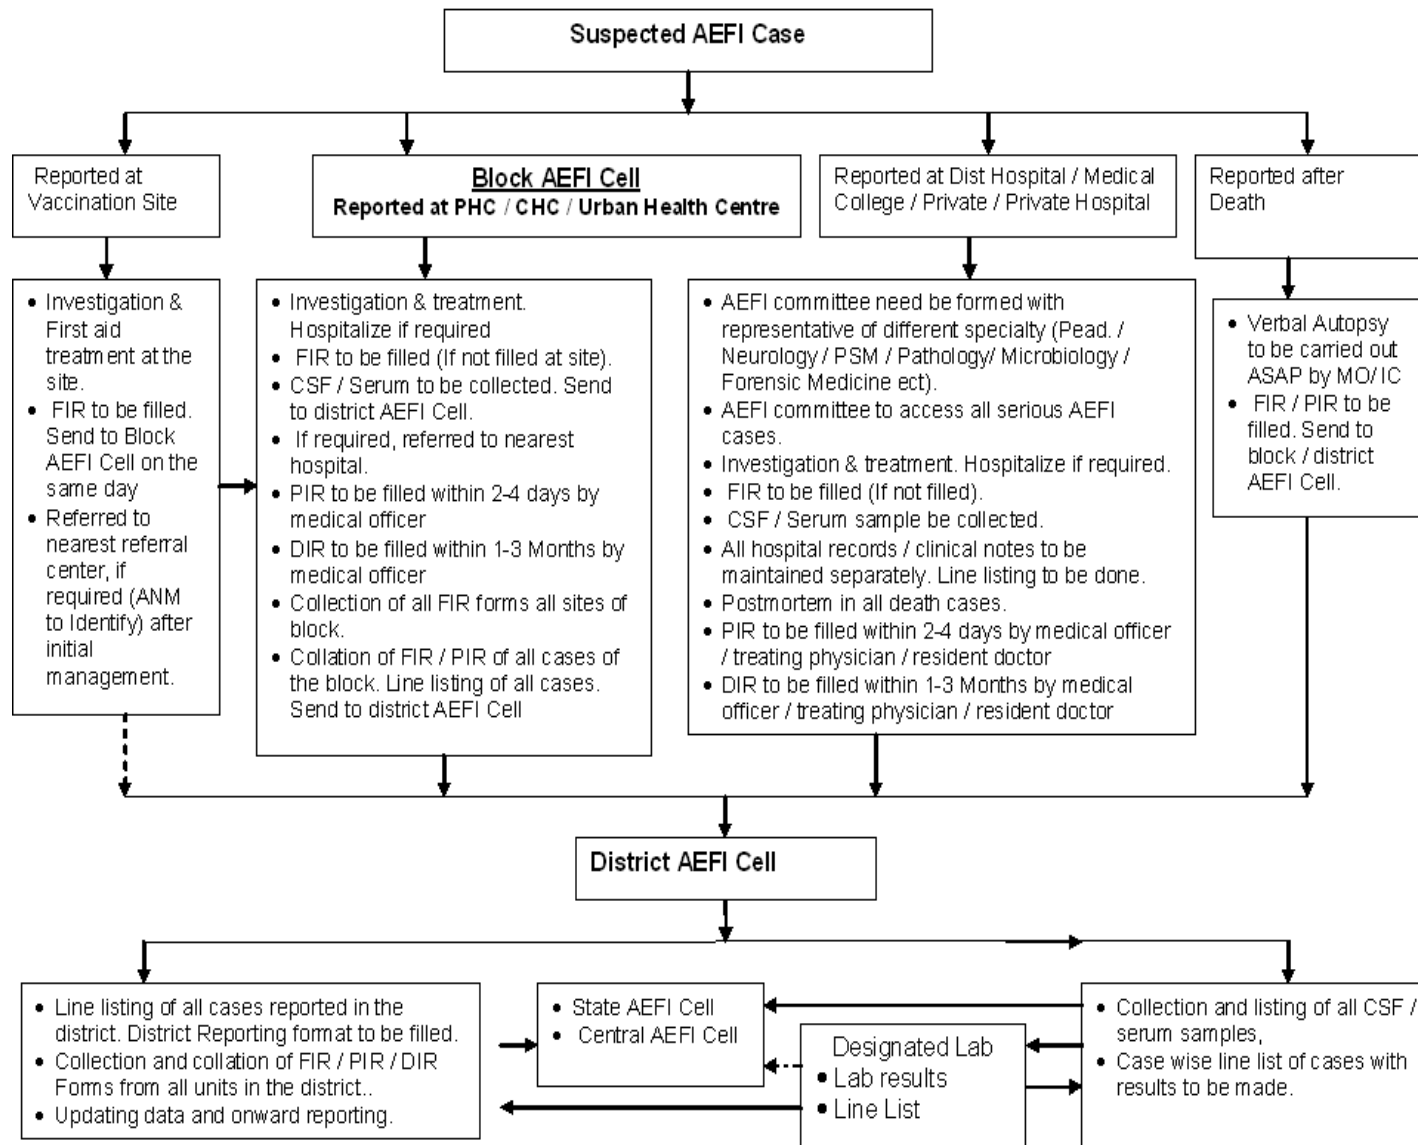 Suspected AEFI Case
Reported at
Vaccination Site
Block AEFI Cell
Reported at PHC / CHC / Urban Health Centre
Reported at Dist Hospital / Medical
College / Private / Private Hospital
Reported after
Death
• Investigation &
First aid
treatment at the
site.
• FIR to be filled.
Send to Block
AEFI Cell on the
same day
• Referred to
nearest referral
center, if
required (ANM
to Identify) after
initial
management.
• Investigation & treatment.
Hospitalize if required
• FIR to be filled (If not filled at site).
• CSF / Serum to be collected. Send
to district AEFI Cell.
• If required, referred to nearest
hospital.
• PIR to be filled within 2-4 days by
medical officer
• DIR to be filled within 1-3 Months by
medical officer
• Collection of all FIR forms all sites of
block.
• Collation of FIR / PIR of all cases of
the block. Line listing of all cases.
Send to district AEFI Cell
• AEFI committee need be formed with
representative of different specialty (Pead. /
Neurology / PSM / Pathology/ Microbiology /
Forensic Medicine ect).
• AEFI committee to access all serious AEFI
cases.
• Investigation & treatment. Hospitalize if required.
• FIR to be filled (If not filled).
• CSF / Serum sample be collected.
• All hospital records / clinical notes to be
maintained separately. Line listing to be done.
• Postmortem in all death cases.
• PIR to be filled within 2-4 days by medical officer
/ treating physician / resident doctor
• DIR to be filled within 1-3 Months by medical
officer / treating physician / resident doctor
• Verbal Autopsy
to be carried out
ASAP by MO/ IC
• FIR / PIR to be
filled. Send to
block / district
AEFI Cell.
District AEFI Cell
• Line listing of all cases reported in the
district. District Reporting format to be filled.
• Collection and collation of FIR / PIR / DIR
Forms from all units in the district..
• Updating data and onward reporting.
• State AEFI Cell
• Central AEFI Cell
Designated Lab
• Lab results
• Line List
• Collection and listing of all CSF /
serum samples,
• Case wise line list of cases with
results to be made.